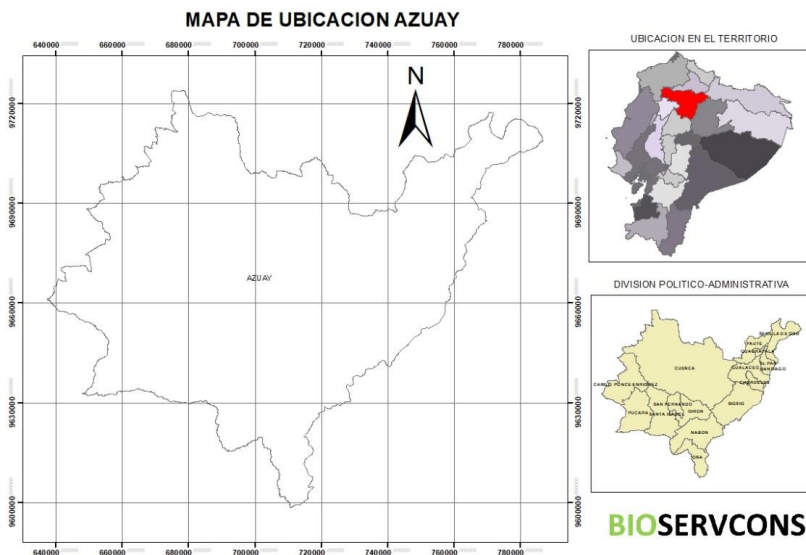 MAPA DE UBICACION AZUAY
640000 660000 680000 700000 720000 740000 760000 780000
9720000
9720000
9690000
9690000
9660000
9660000
9630000
9630000
9600000
9600000
640000 660000 680000 700000 720000 740000 760000 780000
N
AZUAY
UBICACION EN EL TERRITORIO
DIVISION POLITICO-ADMINISTRATIVA
SEVILLA DE ORO
PAUTE
GUACHAPALA
EL PAN
GUALACEO
SANTIAGO
CUENCA
CHORDELEG
CAMILO PONCE ENRIQUEZ
SIGSIG
SAN FERNANDO
GIRON
PUCARA
SANTA ISABEL
NABON
OÑA
BIOSERVCONS